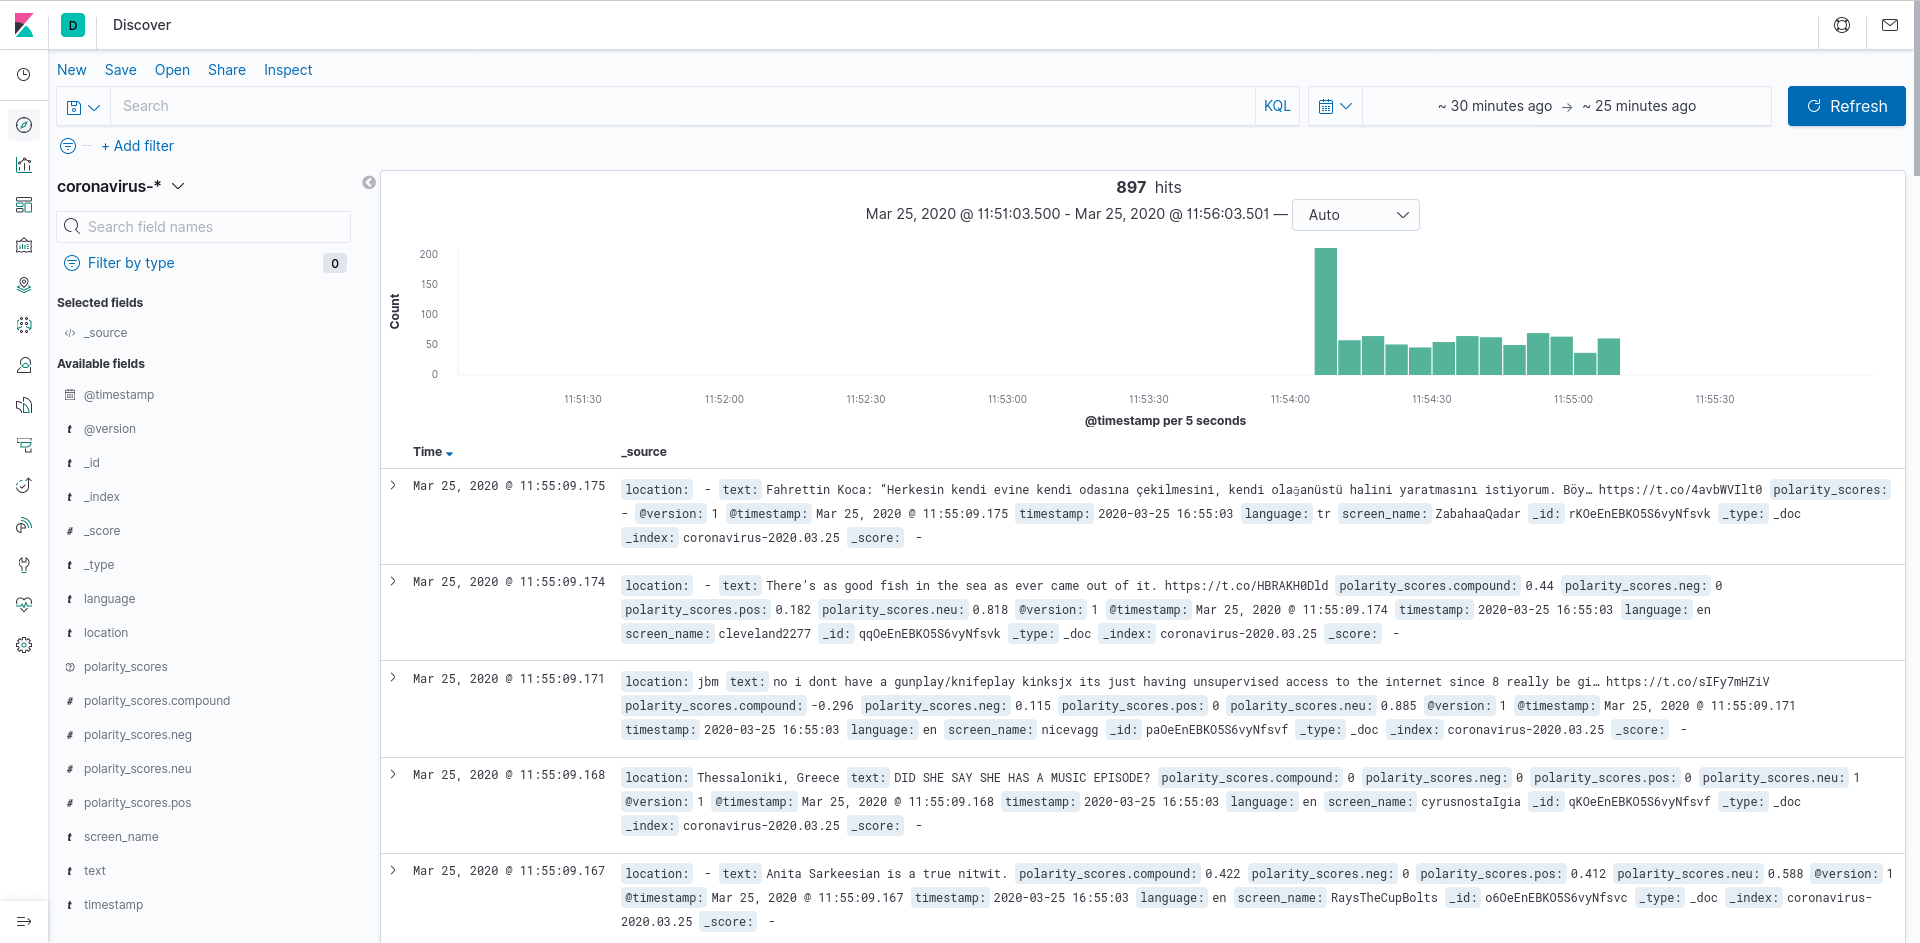 D Discover
New Save Open Share Inspect
Search KQL ~ 30 minutes ago → ~ 25 minutes ago Refresh
+ Add filter
coronavirus-*
Search field names
Filter by type 0
Selected fields
_source
Available fields
@timestamp
t @version
t _id
t _index
# _score
t _type
t language
t location
polarity_scores
# polarity_scores.compound
# polarity_scores.neg
# polarity_scores.neu
# polarity_scores.pos
t screen_name
t text
t timestamp
897 hits
Mar 25, 2020 @ 11:51:03.500 - Mar 25, 2020 @ 11:56:03.501 — Auto
Count
200
150
100
50
0
11:51:30 11:52:00 11:52:30 11:53:00 11:53:30 11:54:00 11:54:30 11:55:00 11:55:30
@timestamp per 5 seconds
Time _source
Mar 25, 2020 @ 11:55:09.175 location: - text: Fahrettin Koca: “Herkesin kendi evine kendi odasına çekilmesini, kendi olağanüstü halini yaratmasını istiyorum. Böy… https://t.co/4avbWVIlt0 polarity_scores:
- @version: 1 @timestamp: Mar 25, 2020 @ 11:55:09.175 timestamp: 2020-03-25 16:55:03 language: tr screen_name: ZabahaaQadar _id: rKOeEnEBKO5S6vyNfsvk _type: _doc
_index: coronavirus-2020.03.25 _score: -
Mar 25, 2020 @ 11:55:09.174 location: - text: There’s as good fish in the sea as ever came out of it. https://t.co/HBRAKH0Dld polarity_scores.compound: 0.44 polarity_scores.neg: 0
polarity_scores.pos: 0.182 polarity_scores.neu: 0.818 @version: 1 @timestamp: Mar 25, 2020 @ 11:55:09.174 timestamp: 2020-03-25 16:55:03 language: en
screen_name: cleveland2277 _id: qqOeEnEBKO5S6vyNfsvk _type: _doc _index: coronavirus-2020.03.25 _score: -
Mar 25, 2020 @ 11:55:09.171 location: jbm text: no i dont have a gunplay/knifeplay kinksjx its just having unsupervised access to the internet since 8 really be gi… https://t.co/sIFy7mHZiV
polarity_scores.compound: -0.296 polarity_scores.neg: 0.115 polarity_scores.pos: 0 polarity_scores.neu: 0.885 @version: 1 @timestamp: Mar 25, 2020 @ 11:55:09.171
timestamp: 2020-03-25 16:55:03 language: en screen_name: nicevagg _id: paOeEnEBKO5S6vyNfsvf _type: _doc _index: coronavirus-2020.03.25 _score: -
Mar 25, 2020 @ 11:55:09.168 location: Thessaloniki, Greece text: DID SHE SAY SHE HAS A MUSIC EPISODE? polarity_scores.compound: 0 polarity_scores.neg: 0 polarity_scores.pos: 0 polarity_scores.neu: 1
@version: 1 @timestamp: Mar 25, 2020 @ 11:55:09.168 timestamp: 2020-03-25 16:55:03 language: en screen_name: cyrusnostaIgia _id: qKOeEnEBKO5S6vyNfsvf _type: _doc
_index: coronavirus-2020.03.25 _score: -
Mar 25, 2020 @ 11:55:09.167 location: - text: Anita Sarkeesian is a true nitwit. polarity_scores.compound: 0.422 polarity_scores.neg: 0 polarity_scores.pos: 0.412 polarity_scores.neu: 0.588 @version: 1
@timestamp: Mar 25, 2020 @ 11:55:09.167 timestamp: 2020-03-25 16:55:03 language: en screen_name: RaysTheCupBolts _id: o6OeEnEBKO5S6vyNfsvc _type: _doc _index: coronavirus-
2020.03.25 _score: -